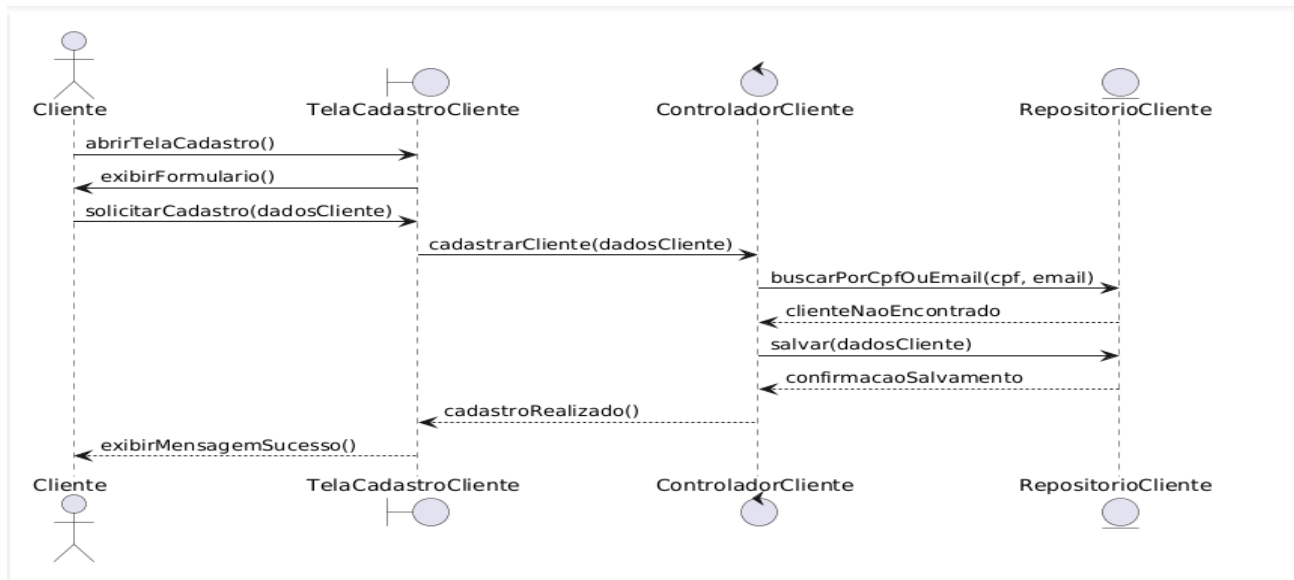 Cliente TelaCadastroCliente ControladorCliente RepositorioCliente
abrirTelaCadastro()
exibirFormulario()
solicitarCadastro(dadosCliente)
cadastrarCliente(dadosCliente)
buscarPorCpfOuEmail(cpf, email)
clienteNaoEncontrado
salvar(dadosCliente)
confirmacaoSalvamento
cadastroRealizado()
exibirMensagemSucesso()
Cliente TelaCadastroCliente ControladorCliente RepositorioCliente